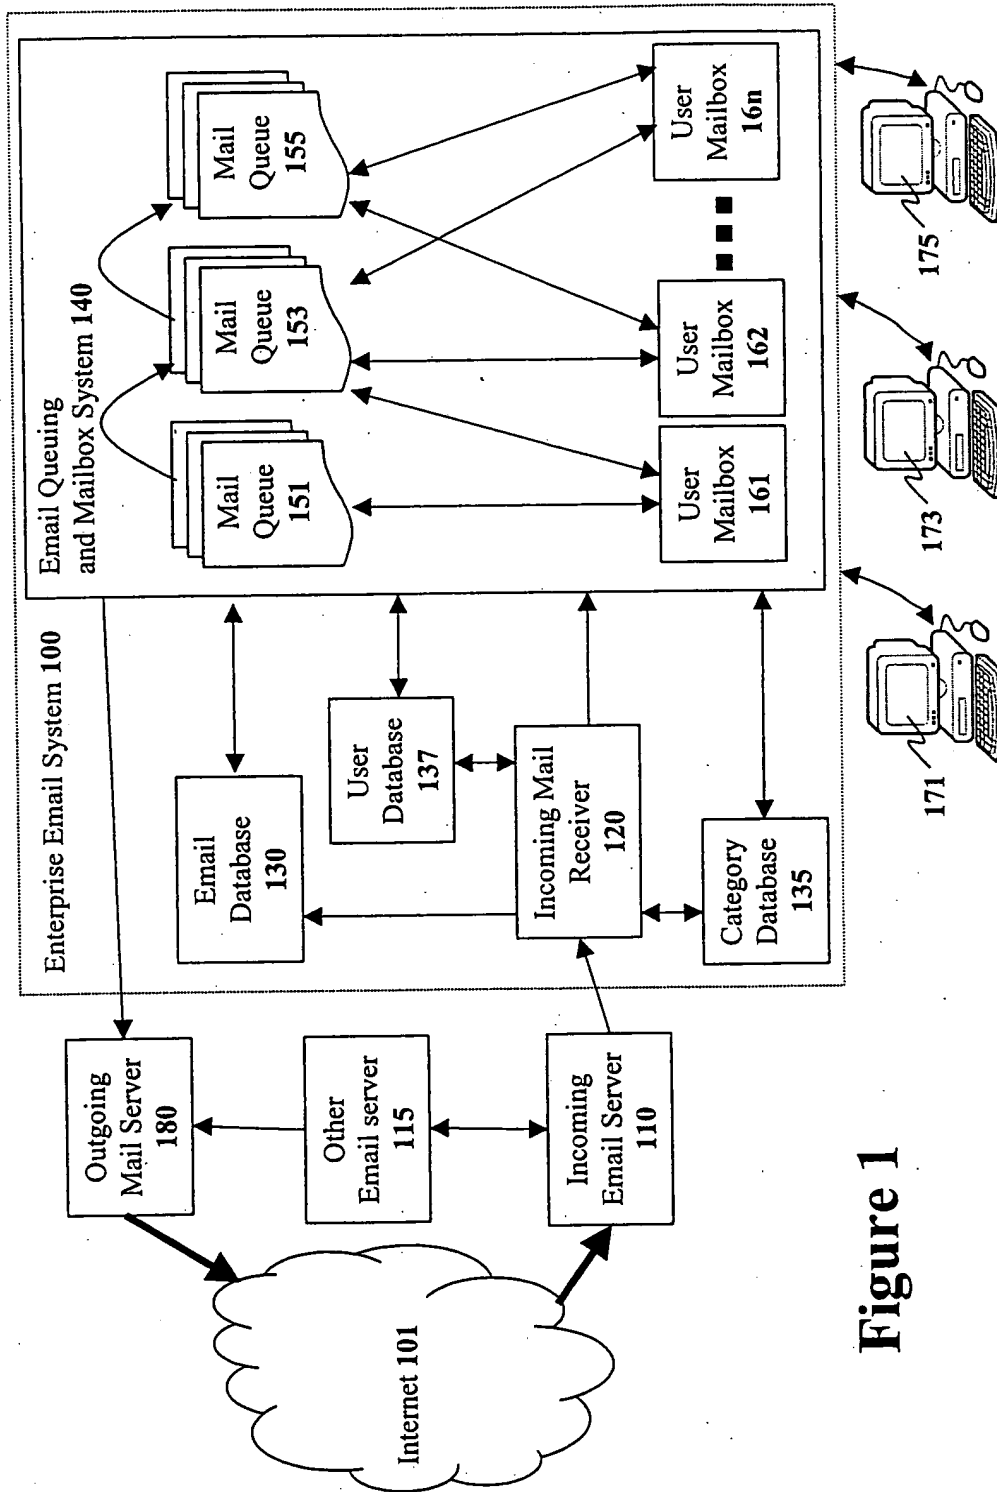 Enterprise Email System 100
Email Queuing
and Mailbox System 140
Mail
Queue
151
Mail
Queue
153
Mail
Queue
155
User
Mailbox
161
User
Mailbox
162
User
Mailbox
16n
Outgoing
Mail Server
180
Other
Email server
115
Incoming
Email Server
110
Internet 101
Email
Database
130
User
Database
137
Incoming Mail
Receiver
120
Category
Database
135
171
173
175
Figure 1